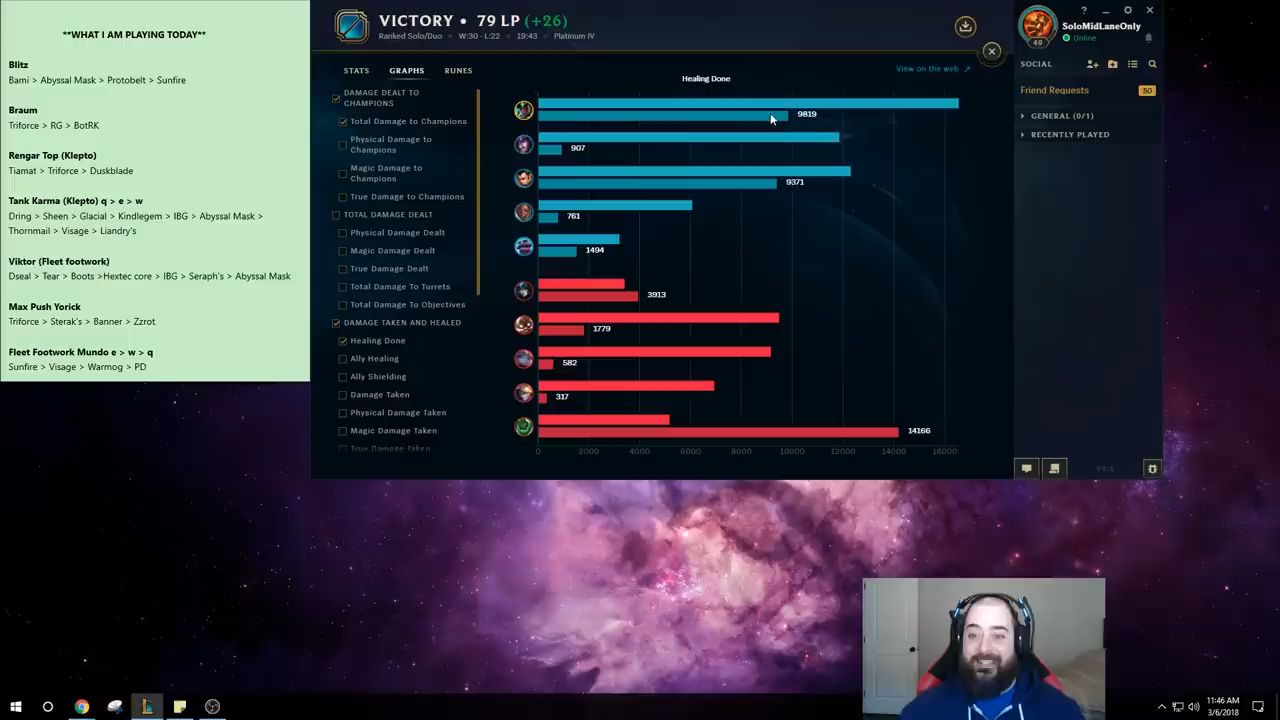 **WHAT I AM PLAYING TODAY**
Blitz
Bami > Abyssal Mask > Protobelt > Sunfire
Braum
Triforce > RG > BotRK
Rengar Top (Klepto)
Tiamat > Triforce > Duskblade
Tank Karma (Klepto) q > e > w
Dring > Sheen > Glacial > Kindlegem > IBG > Abyssal Mask >
Thornmail > Visage > Liandry's
Viktor (Fleet footwork)
Dseal > Tear > Boots >Hextec core > IBG > Seraph's > Abyssal Mask
Max Push Yorick
Triforce > Sterak's > Banner > Zzrot
Fleet Footwork Mundo e > w > q
Sunfire > Visage > Warmog > PD
VICTORY • 79 LP (+26)
Ranked Solo/Duo • W:30 - L:22 • 19:43 • Platinum IV
STATS GRAPHS RUNES
View on the web
Healing Done
DAMAGE DEALT TO
CHAMPIONS
Total Damage to Champions
Physical Damage to
Champions
Magic Damage to
Champions
True Damage to Champions
TOTAL DAMAGE DEALT
Physical Damage Dealt
Magic Damage Dealt
True Damage Dealt
Total Damage To Turrets
Total Damage To Objectives
DAMAGE TAKEN AND HEALED
Healing Done
Ally Healing
Ally Shielding
Damage Taken
Physical Damage Taken
Magic Damage Taken
True Damage Taken
9819
907
9371
761
1494
3913
1779
582
317
14166
0 2000 4000 6000 8000 10000 12000 14000 16000
SoloMidLaneOnly
Online
49
SOCIAL
Friend Requests 50
GENERAL (0/1)
RECENTLY PLAYED
V8.1
11:46 AM
3/6/2018